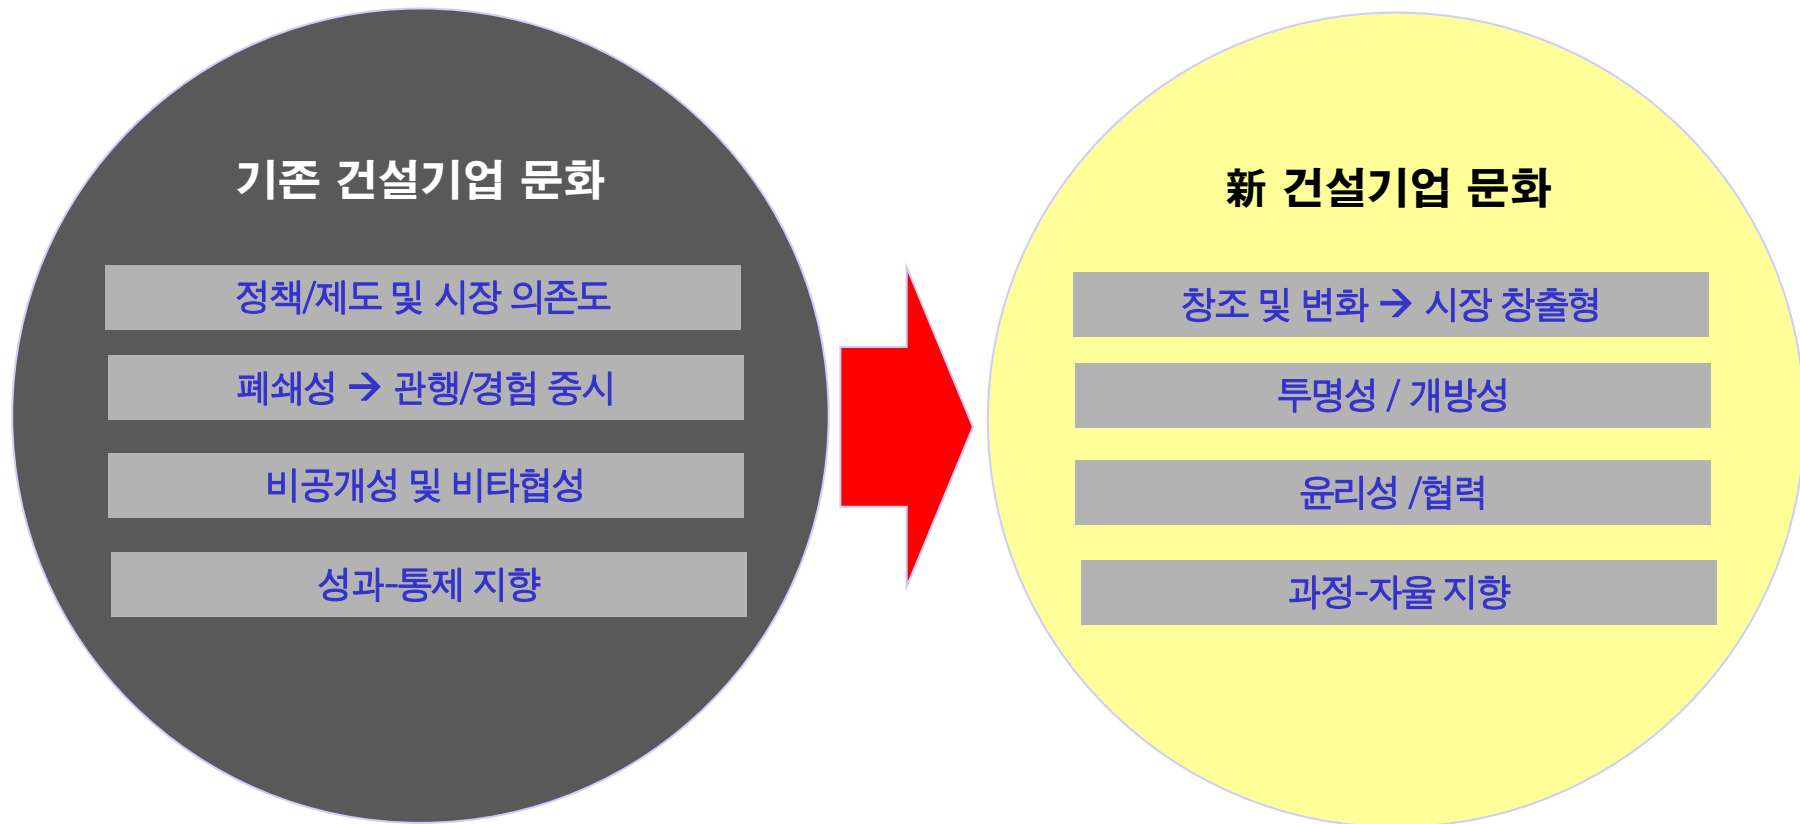 기존 건설기업 문화
정책/제도 및 시장 의존도
폐쇄성 → 관행/경험 중시
비공개성 및 비타협성
성과-통제 지향
新 건설기업 문화
창조 및 변화 → 시장 창출형
투명성 / 개방성
윤리성 /협력
과정-자율 지향